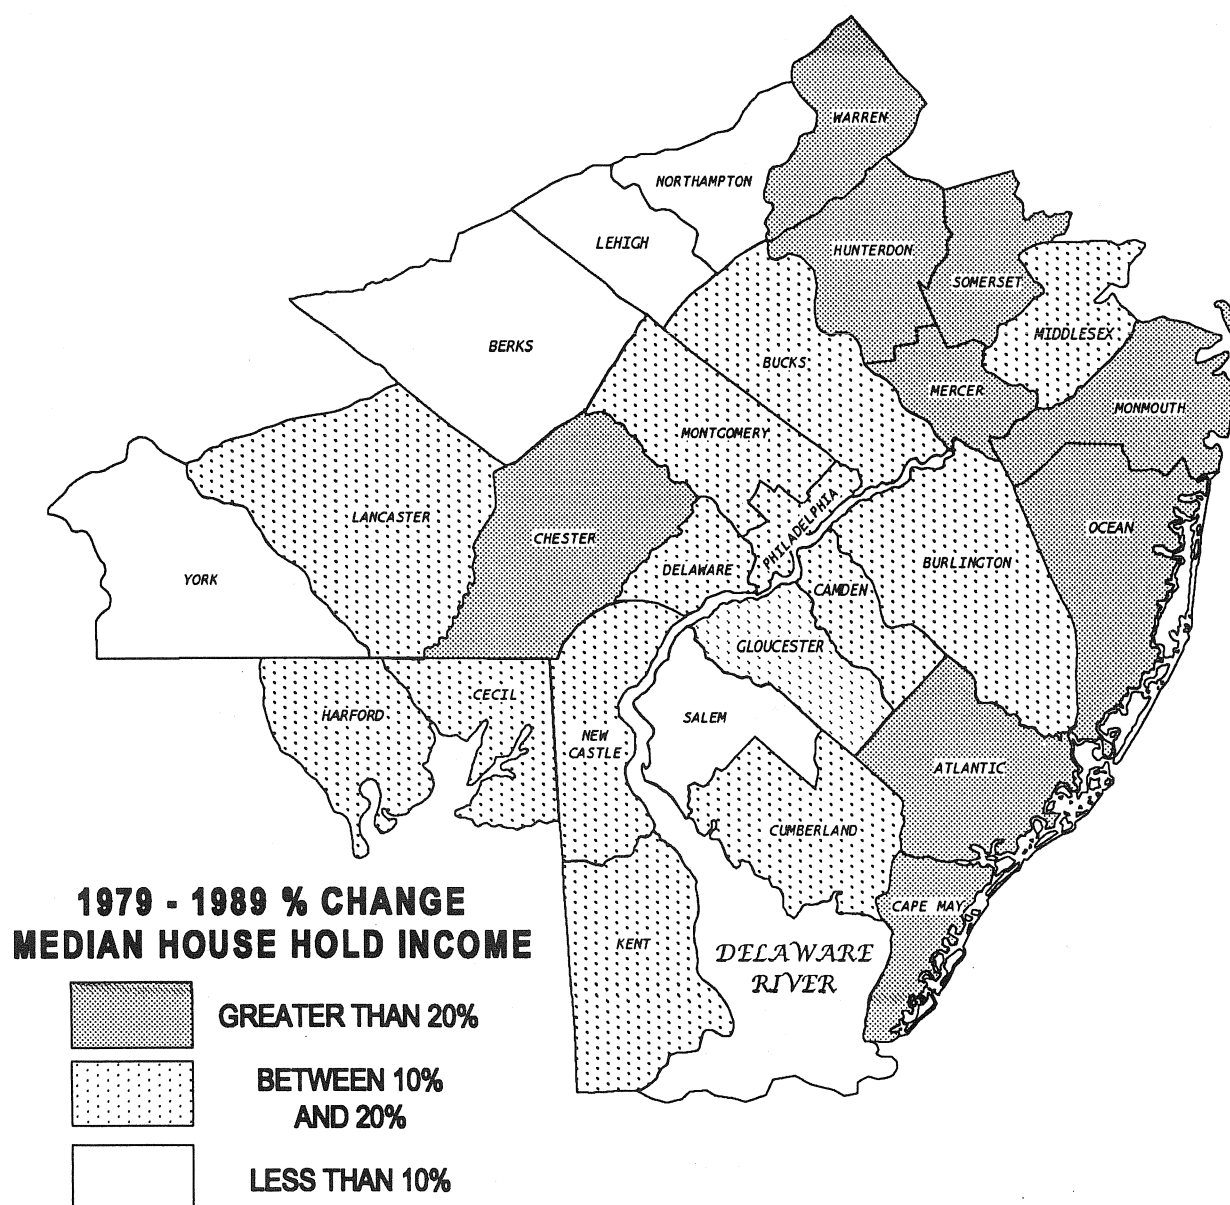 WARREN
NORTHAMPTON
LEHIGH
HUNTERDON
SOMERSET
BERKS
MIDDLESEX
BUCKS
MERCER
MONMOUTH
MONTGOMERY
LANCASTER
CHESTER
PHILADELPHIA
OCEAN
DELAWARE
BURLINGTON
YORK
CAMDEN
GLOUCESTER
CECIL
HARFORD
SALEM
NEW
CASTLE
ATLANTIC
CUMBERLAND
CAPE MAY
KENT
DELAWARE
RIVER
1979 - 1989 % CHANGE
MEDIAN HOUSE HOLD INCOME
GREATER THAN 20%
BETWEEN 10%
AND 20%
LESS THAN 10%